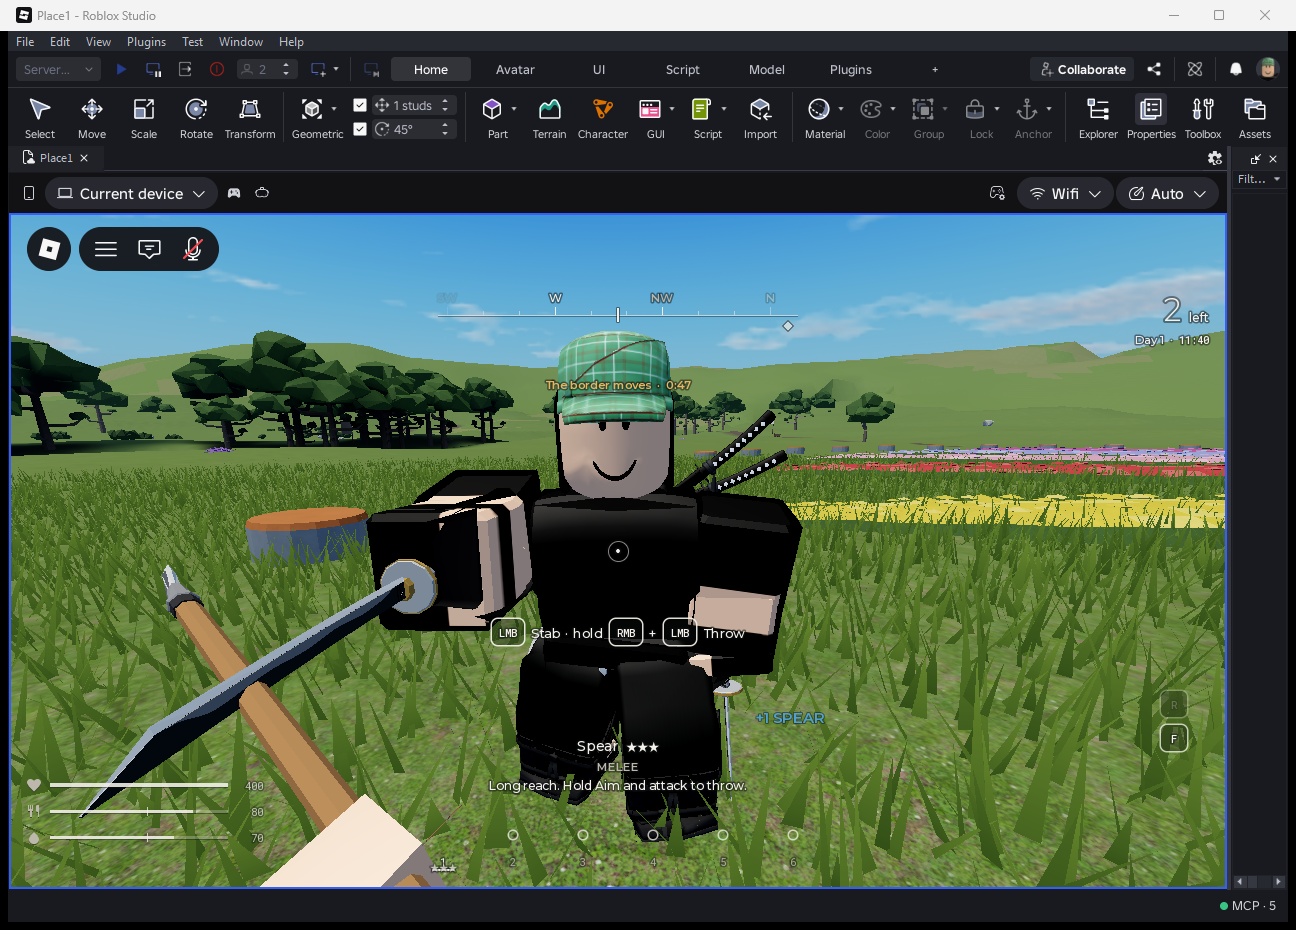 Place1 - Roblox Studio
File Edit View Plugins Test Window Help
Server... 2 Home Avatar UI Script Model Plugins + Collaborate
1 studs
45°
Select Move Scale Rotate Transform Geometric Part Terrain Character GUI Script Import Material Color Group Lock Anchor Explorer Properties Toolbox Assets
Place1
Filt...
Current device Wifi Auto
SW W NW N
2 left
Day1 · 11:40
The border moves · 0:47
LMB Stab · hold RMB + LMB Throw
R
+1 SPEAR
F
Spear ★★★
MELEE
Long reach. Hold Aim and attack to throw.
400
80
70
1 2 3 4 5 6
MCP · 5